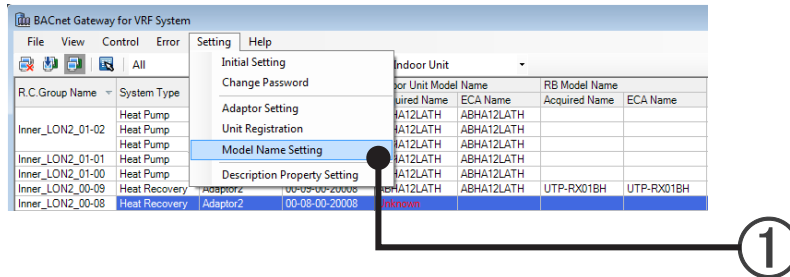 BACnet Gateway for VRF System
File View Control Error Setting Help
All Indoor Unit
Initial Setting
Change Password
Adaptor Setting
Unit Registration
Model Name Setting
Description Property Setting
R.C.Group Name System Type Model Name RB Model Name
Name ECA Name Acquired Name ECA Name
Heat Pump ABHA12LATH
Inner_LON2_01-02 Heat Pump ABHA12LATH
Heat Pump ABHA12LATH
Inner_LON2_01-01 Heat Pump ABHA12LATH
Inner_LON2_01-00 Heat Pump ABHA12LATH
Inner_LON2_00-09 Heat Recovery Adaptor2 00-09-00-20008 ABHA12LATH ABHA12LATH UTP-RX01BH UTP-RX01BH
Inner_LON2_00-08 Heat Recovery Adaptor2 00-08-00-20008 Unknown
1